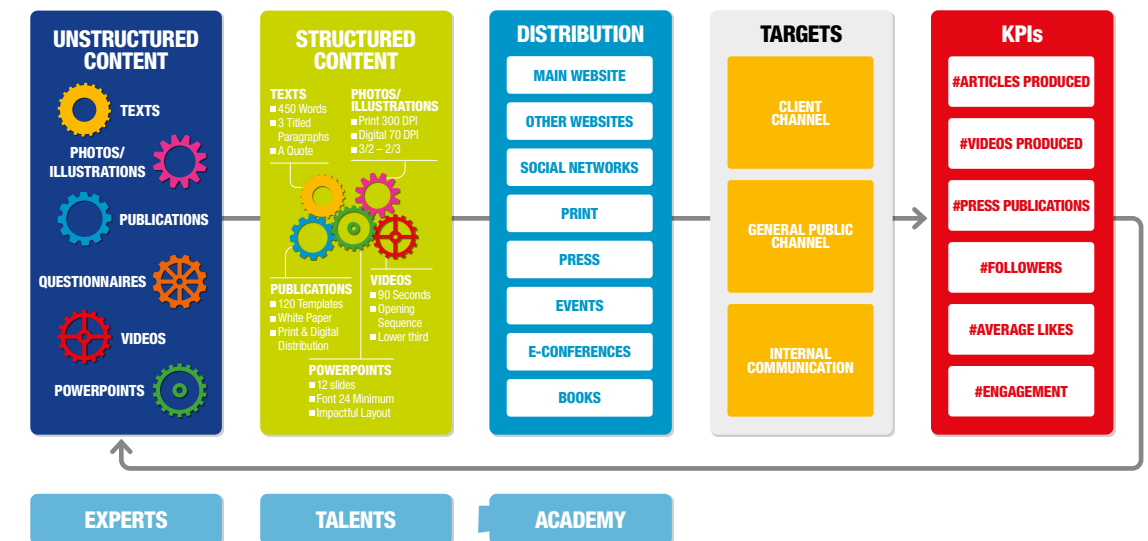 UNSTRUCTURED
CONTENT
TEXTS
PHOTOS/
ILLUSTRATIONS
PUBLICATIONS
QUESTIONNAIRES
VIDEOS
POWERPOINTS
STRUCTURED
CONTENT
TEXTS
■ 450 Words
■ 3 Titled
Paragraphs
■ A Quote
PHOTOS/
ILLUSTRATIONS
■ Print 300 DPI
■ Digital 70 DPI
■ 3/2 – 2/3
PUBLICATIONS
■ 120 Templates
■ White Paper
■ Print & Digital
Distribution
VIDEOS
■ 90 Seconds
■ Opening
Sequence
■ Lower third
POWERPOINTS
■ 12 slides
■ Font 24 Minimum
■ Impactful Layout
DISTRIBUTION
MAIN WEBSITE
OTHER WEBSITES
SOCIAL NETWORKS
PRINT
PRESS
EVENTS
E-CONFERENCES
BOOKS
TARGETS
CLIENT
CHANNEL
GENERAL PUBLIC
CHANNEL
INTERNAL
COMMUNICATION
KPIs
#ARTICLES PRODUCED
#VIDEOS PRODUCED
#PRESS PUBLICATIONS
#FOLLOWERS
#AVERAGE LIKES
#ENGAGEMENT
EXPERTS
TALENTS
ACADEMY